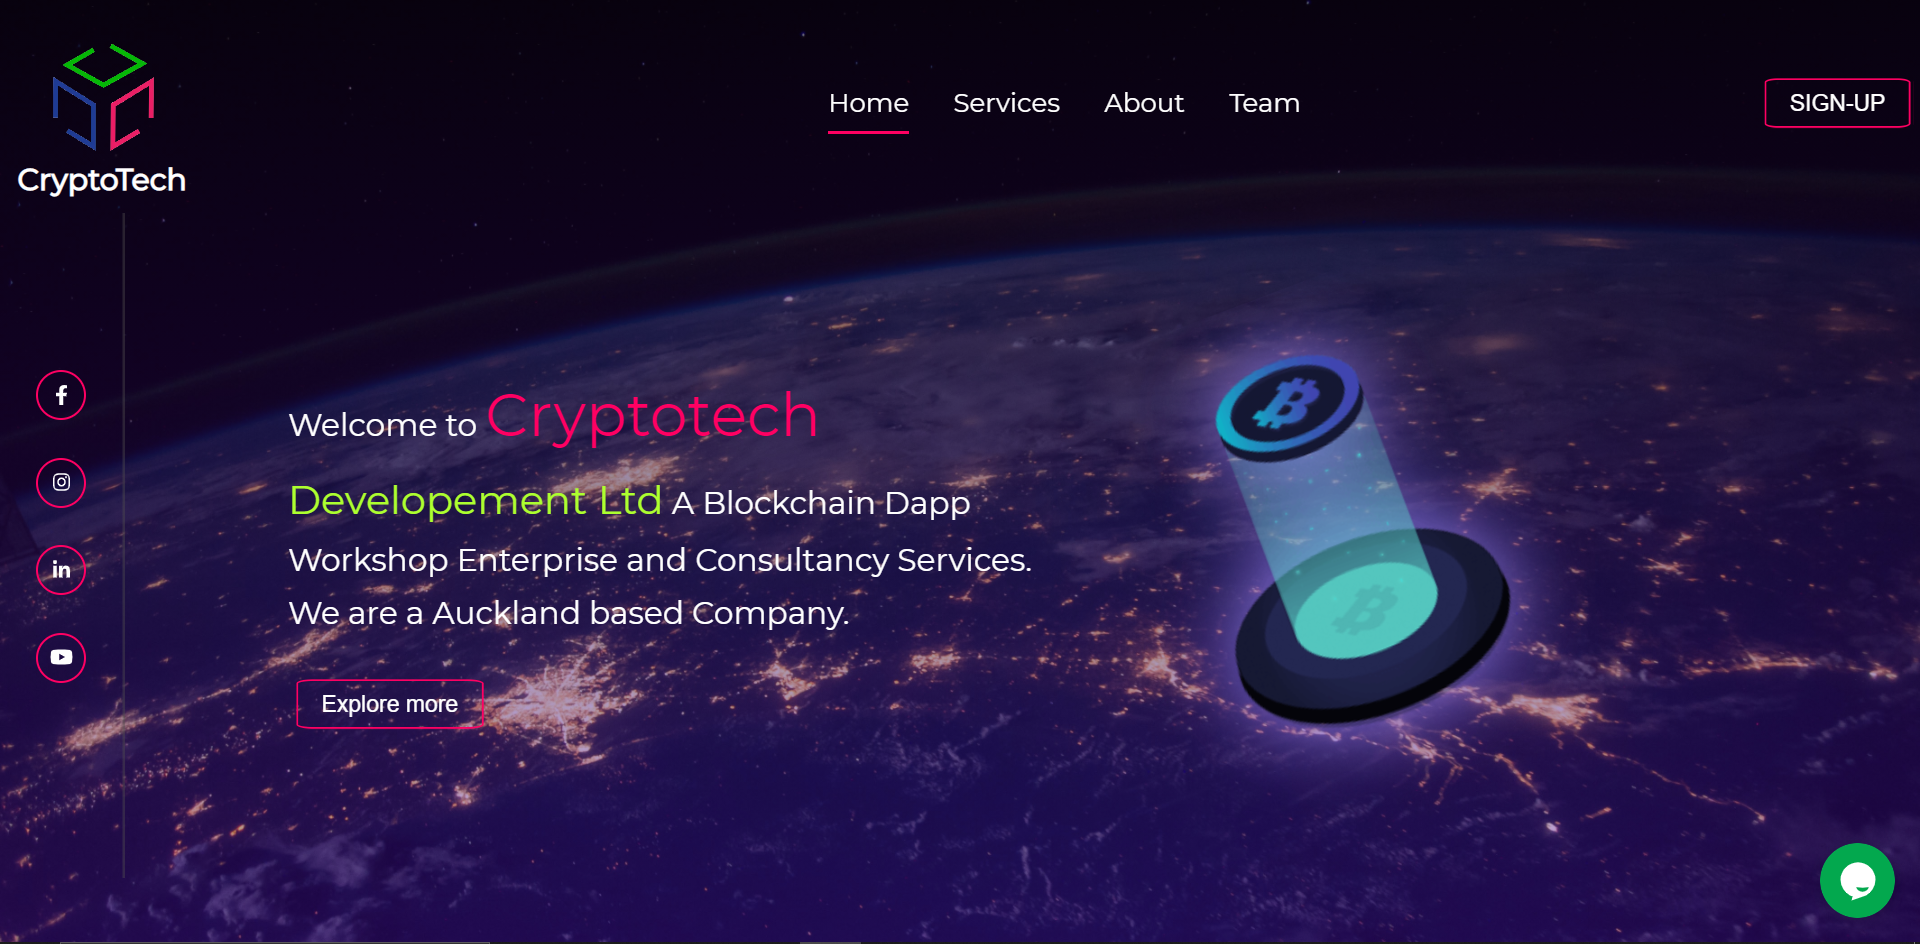 CryptoTech
Home Services About Team
SIGN-UP
Welcome to Cryptotech
Developement Ltd A Blockchain Dapp
Workshop Enterprise and Consultancy Services.
We are a Auckland based Company.
Explore more